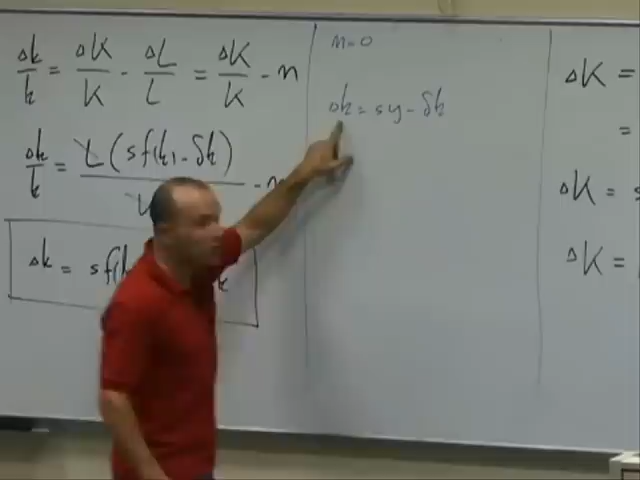 Δk/k = ΔK/K - ΔL/L = ΔK/K - n
Δk/k = L(sf(k) - δk)
Δk = sf(k
n=0
Δk = sy - δk
ΔK =
=
ΔK =
ΔK =